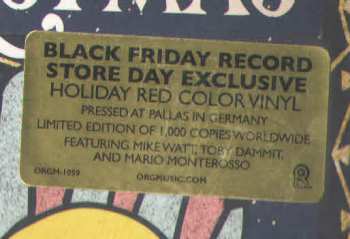 BLACK FRIDAY RECORD
STORE DAY EXCLUSIVE
HOLIDAY RED COLOR VINYL
PRESSED AT PALLAS IN GERMANY
LIMITED EDITION OF 1,000 COPIES WORLDWIDE
FEATURING MIKE WATT, TOBY DAMMIT,
AND MARIO MONTEROSSO
ORGM-1059 ORGMUSIC.COM